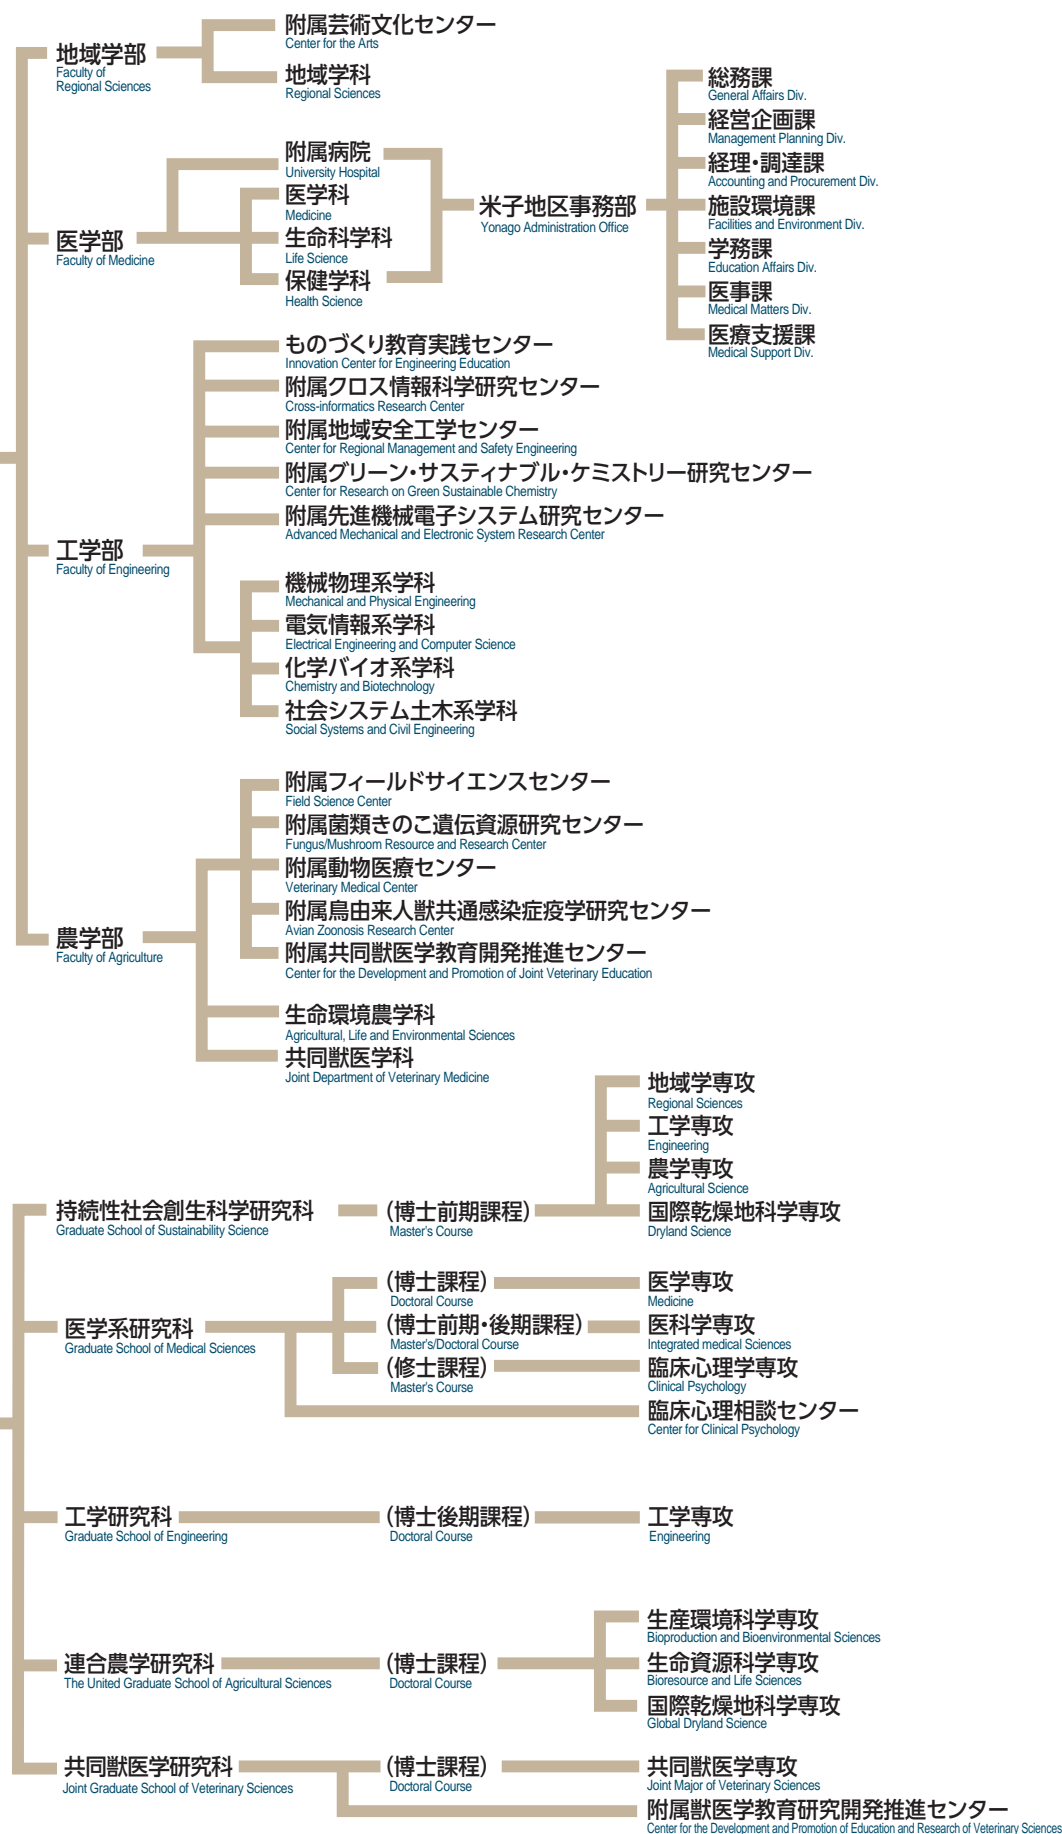 地域学部
Faculty of
Regional Sciences
附属芸術文化センター
Center for the Arts
地域学科
Regional Sciences
医学部
Faculty of Medicine
附属病院
University Hospital
医学科
Medicine
生命科学科
Life Science
保健学科
Health Science
米子地区事務部
Yonago Administration Office
総務課
General Affairs Div.
経営企画課
Management Planning Div.
経理・調達課
Accounting and Procurement Div.
施設環境課
Facilities and Environment Div.
学務課
Education Affairs Div.
医事課
Medical Matters Div.
医療支援課
Medical Support Div.
工学部
Faculty of Engineering
ものづくり教育実践センター
Innovation Center for Engineering Education
附属クロス情報科学研究センター
Cross-informatics Research Center
附属地域安全工学センター
Center for Regional Management and Safety Engineering
附属グリーン・サスティナブル・ケミストリー研究センター
Center for Research on Green Sustainable Chemistry
附属先進機械電子システム研究センター
Advanced Mechanical and Electronic System Research Center
機械物理系学科
Mechanical and Physical Engineering
電気情報系学科
Electrical Engineering and Computer Science
化学バイオ系学科
Chemistry and Biotechnology
社会システム土木系学科
Social Systems and Civil Engineering
農学部
Faculty of Agriculture
附属フィールドサイエンスセンター
Field Science Center
附属菌類きのこ遺伝資源研究センター
Fungus/Mushroom Resource and Research Center
附属動物医療センター
Veterinary Medical Center
附属鳥由来人獣共通感染症疫学研究センター
Avian Zoonosis Research Center
附属共同獣医学教育開発推進センター
Center for the Development and Promotion of Joint Veterinary Education
生命環境農学科
Agricultural, Life and Environmental Sciences
共同獣医学科
Joint Department of Veterinary Medicine
持続性社会創生科学研究科
Graduate School of Sustainability Science
(博士前期課程)
Master's Course
地域学専攻
Regional Sciences
工学専攻
Engineering
農学専攻
Agricultural Science
国際乾燥地科学専攻
Dryland Science
医学系研究科
Graduate School of Medical Sciences
(博士課程)
Doctoral Course
医学専攻
Medicine
(博士前期・後期課程)
Master's/Doctoral Course
医科学専攻
Integrated medical Sciences
(修士課程)
Master's Course
臨床心理学専攻
Clinical Psychology
臨床心理相談センター
Center for Clinical Psychology
工学研究科
Graduate School of Engineering
(博士後期課程)
Doctoral Course
工学専攻
Engineering
連合農学研究科
The United Graduate School of Agricultural Sciences
(博士課程)
Doctoral Course
生産環境科学専攻
Bioproduction and Bioenvironmental Sciences
生命資源科学専攻
Bioresource and Life Sciences
国際乾燥地科学専攻
Global Dryland Science
共同獣医学研究科
Joint Graduate School of Veterinary Sciences
(博士課程)
Doctoral Course
共同獣医学専攻
Joint Major of Veterinary Sciences
附属獣医学教育研究開発推進センター
Center for the Development and Promotion of Education and Research of Veterinary Sciences